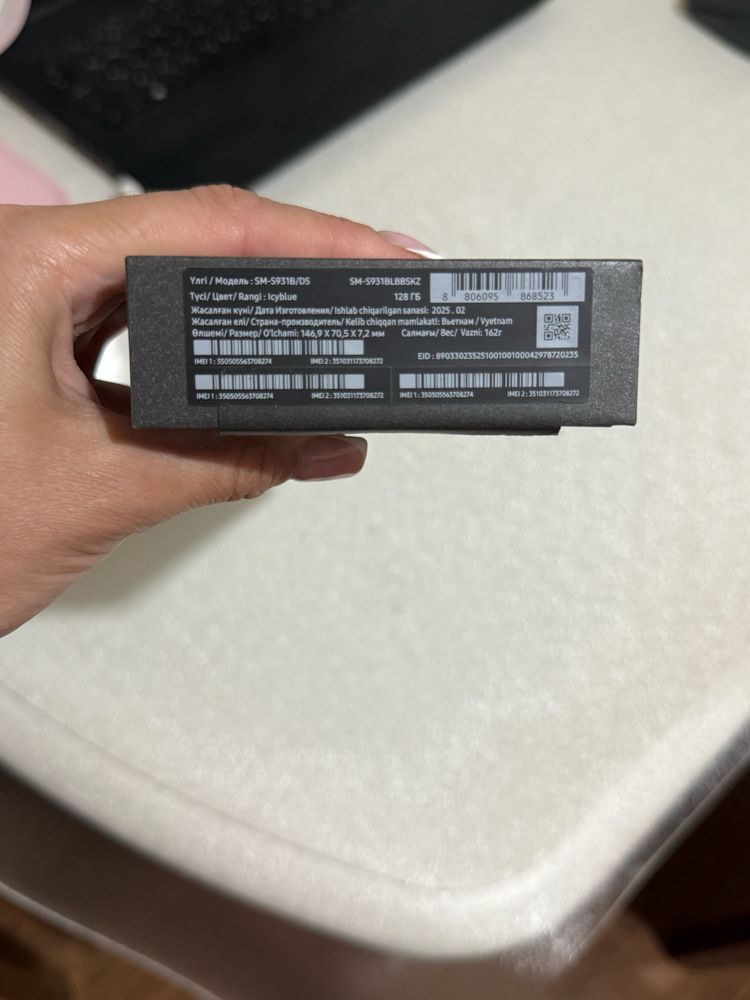 Үлгі / Модель : SM-S931B/DS SM-S931BLBBSKZ
Түсі / Цвет/ Rangi : Icyblue 128 ГБ
8 806095 868523
Жасалған күні/ Дата Изготовления/ Ishlab chiqarilgan sanasi: 2025 . 02
Жасалған елі/ Страна-производитель/ Kelib chiqqan mamlakati: Вьетнам / Vyetnam
Өлшемі/ Размер/ O'lchami: 146,9 X 70,5 X 7,2 мм Салмағы/ Вес/ Vazni: 162г
IMEI 1 : 350505563708274 IMEI 2 : 351031173708272
EID : 89033023525100100100042978720235
IMEI 1 : 350505563708274 IMEI 2 : 351031173708272
IMEI 1 : 350505563708274 IMEI 2 : 351031173708272